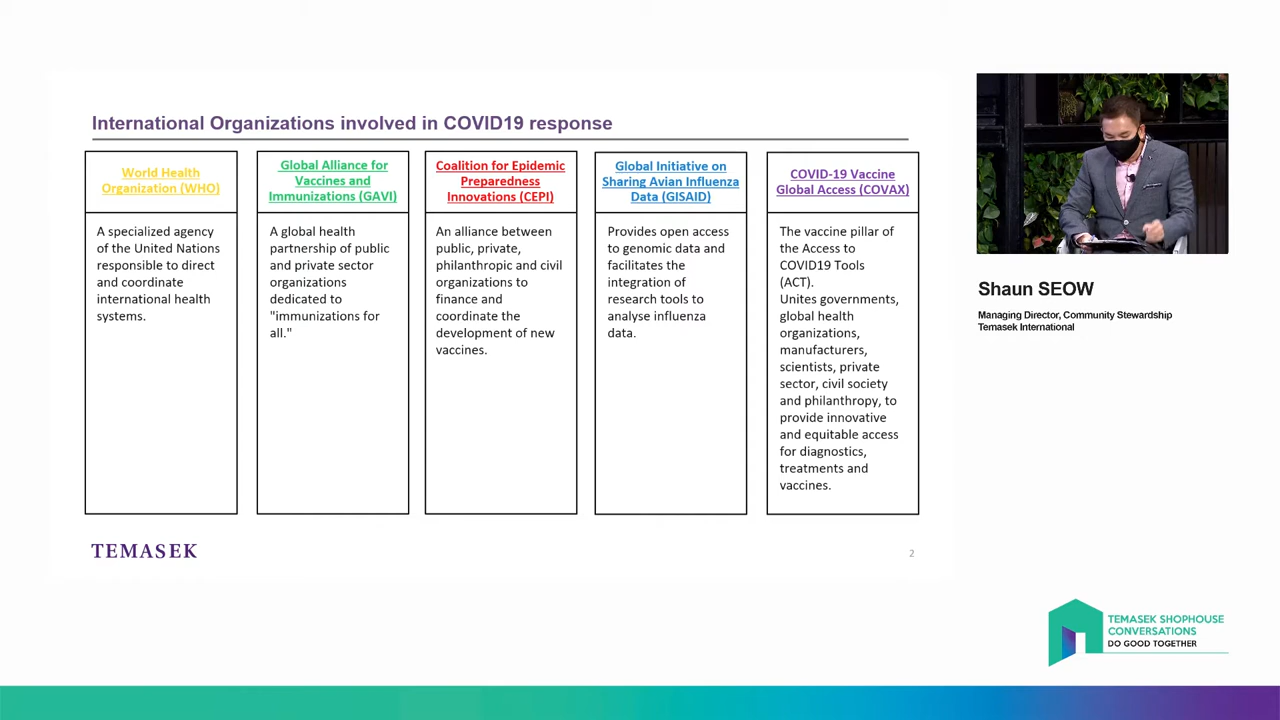 International Organizations involved in COVID19 response
World Health
Organization (WHO)
A specialized agency
of the United Nations
responsible to direct
and coordinate
international health
systems.
Global Alliance for
Vaccines and
Immunizations (GAVI)
A global health
partnership of public
and private sector
organizations
dedicated to
"immunizations for
all."
Coalition for Epidemic
Preparedness
Innovations (CEPI)
An alliance between
public, private,
philanthropic and civil
organizations to
finance and
coordinate the
development of new
vaccines.
Global Initiative on
Sharing Avian Influenza
Data (GISAID)
Provides open access
to genomic data and
facilitates the
integration of
research tools to
analyse influenza
data.
COVID-19 Vaccine
Global Access (COVAX)
The vaccine pillar of
the Access to
COVID19 Tools
(ACT).
Unites governments,
global health
organizations,
manufacturers,
scientists, private
sector, civil society
and philanthropy, to
provide innovative
and equitable access
for diagnostics,
treatments and
vaccines.
TEMASEK
2
Shaun SEOW
Managing Director, Community Stewardship
Temasek International
TEMASEK SHOPHOUSE
CONVERSATIONS
DO GOOD TOGETHER